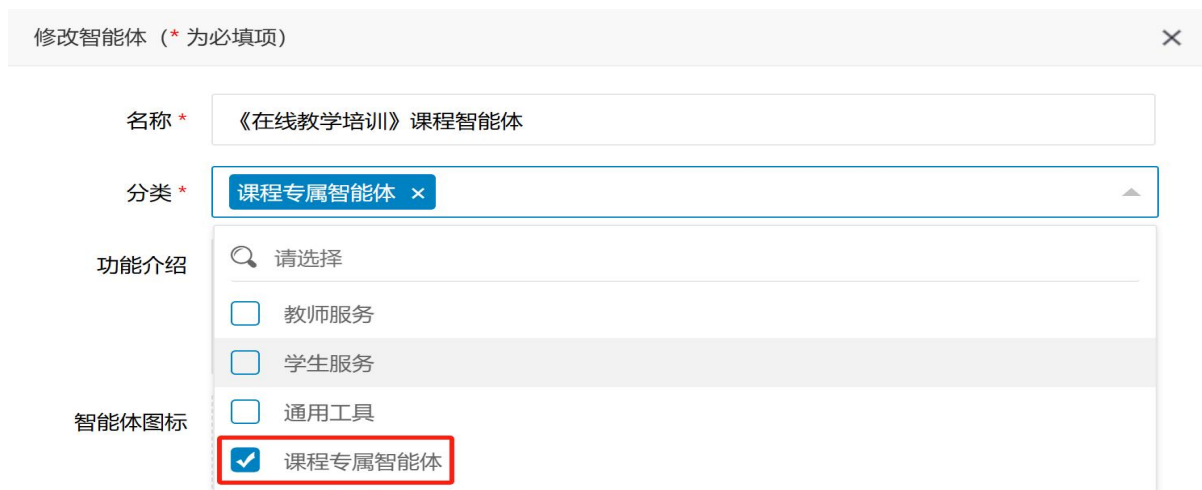 修改智能体（* 为必填项）
名称 * 《在线教学培训》课程智能体
分类 * 课程专属智能体 ×
功能介绍 请选择
教师服务
学生服务
智能体图标 通用工具
课程专属智能体